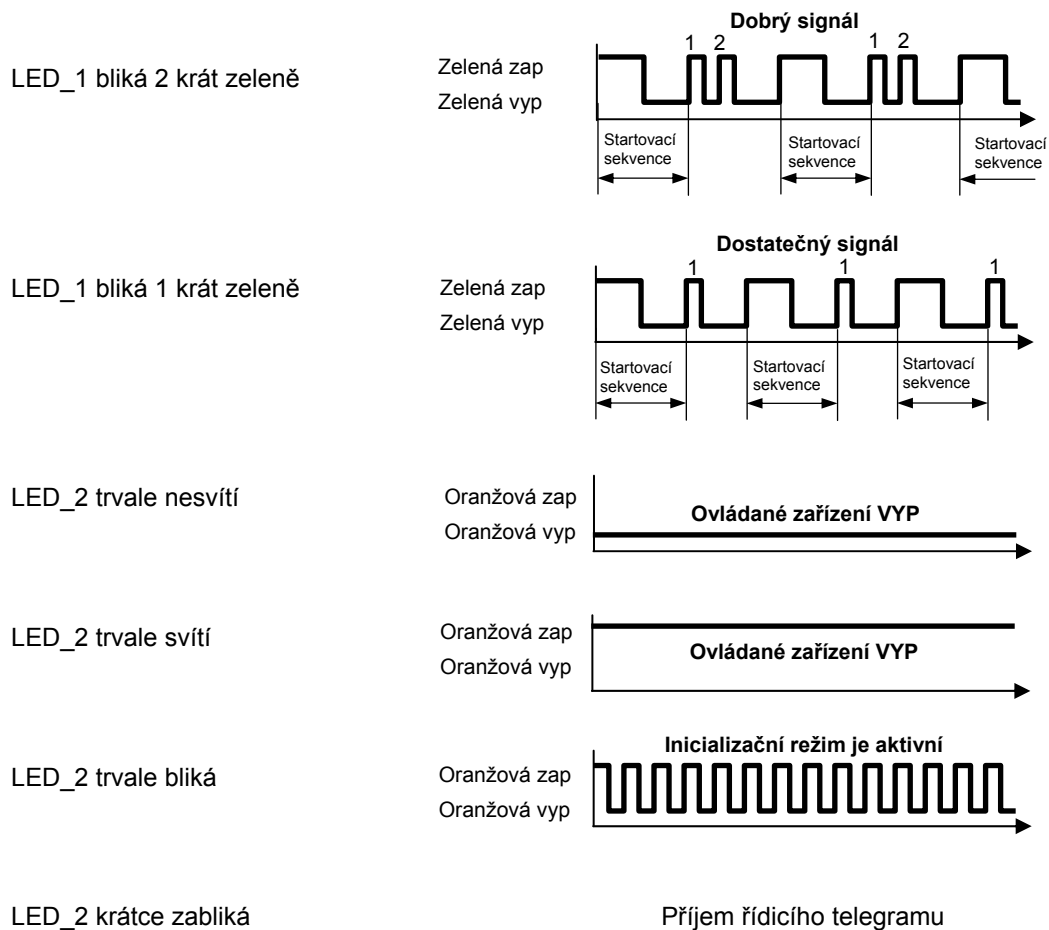 Dobrý signál
1 2 1 2
LED_1 bliká 2 krát zeleně
Zelená zap
Zelená vyp
Startovací
sekvence
Startovací
sekvence
Startovací
sekvence
Dostatečný signál
1 1 1
LED_1 bliká 1 krát zeleně
Zelená zap
Zelená vyp
Startovací
sekvence
Startovací
sekvence
Startovací
sekvence
LED_2 trvale nesvítí
Oranžová zap
Oranžová vyp
Ovládané zařízení VYP
LED_2 trvale svítí
Oranžová zap
Oranžová vyp
Ovládané zařízení VYP
Inicializační režim je aktivní
LED_2 trvale bliká
Oranžová zap
Oranžová vyp
LED_2 krátce zabliká
Příjem řídicího telegramu